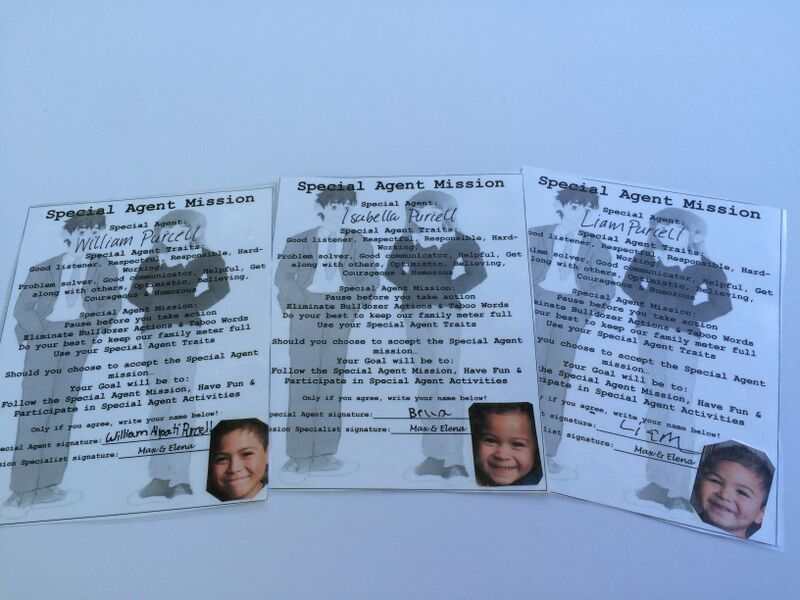 Special Agent Mission
Special Agent:
William Purcell
Special Agent Traits:
Good listener, Respectful, Responsible, Hard-
Working,
Problem solver, Good communicator, Helpful, Get
along with others, Optimistic, Believing,
Courageous & Humorous
Special Agent Mission:
Pause before you take action
Eliminate Bulldozer Actions & Taboo Words
Do your best to keep our family meter full
Use your Special Agent Traits
Should you choose to accept the Special Agent
mission…
Your Goal will be to:
Follow the Special Agent Mission, Have Fun &
Participate in Special Agent Activities
Only if you agree, write your name below!
pecial Agent signature: William Alpati Purcell
sion Specialist signature: Max & Elena
Special Agent Mission
Special Agent:
Isabella Purcell
Special Agent Traits:
Good listener, Respectful, Responsible, Hard-
Working,
Problem solver, Good communicator, Helpful, Get
along with others, Optimistic, Believing,
Courageous & Humorous
Special Agent Mission:
Pause before you take action
Eliminate Bulldozer Actions & Taboo Words
Do your best to keep our family meter full
Use your Special Agent Traits
Should you choose to accept the Special Agent
mission…
Your Goal will be to:
Follow the Special Agent Mission, Have Fun &
Participate in Special Agent Activities
Only if you agree, write your name below!
pecial Agent signature: Bella
ssion Specialist signature: Max & Elena
Special Agent Mission
Special Agent:
Liam Purcell
Special Agent Traits:
Good listener, Respectful, Responsible, Hard-
Working,
Problem solver, Good communicator, Helpful, Get
along with others, Optimistic, Believing,
Courageous & Humorous
Special Agent Mission:
Pause before you take action
Eliminate Bulldozer Actions & Taboo Words
your best to keep our family meter full
Use your Special Agent Traits
you choose to accept the Special Agent
mission…
Your Goal will be to:
the Special Agent Mission, Have Fun &
icipate in Special Agent Activities
Only if you agree, write your name below!
Agent signature: Liam
list signature: Max & Elena